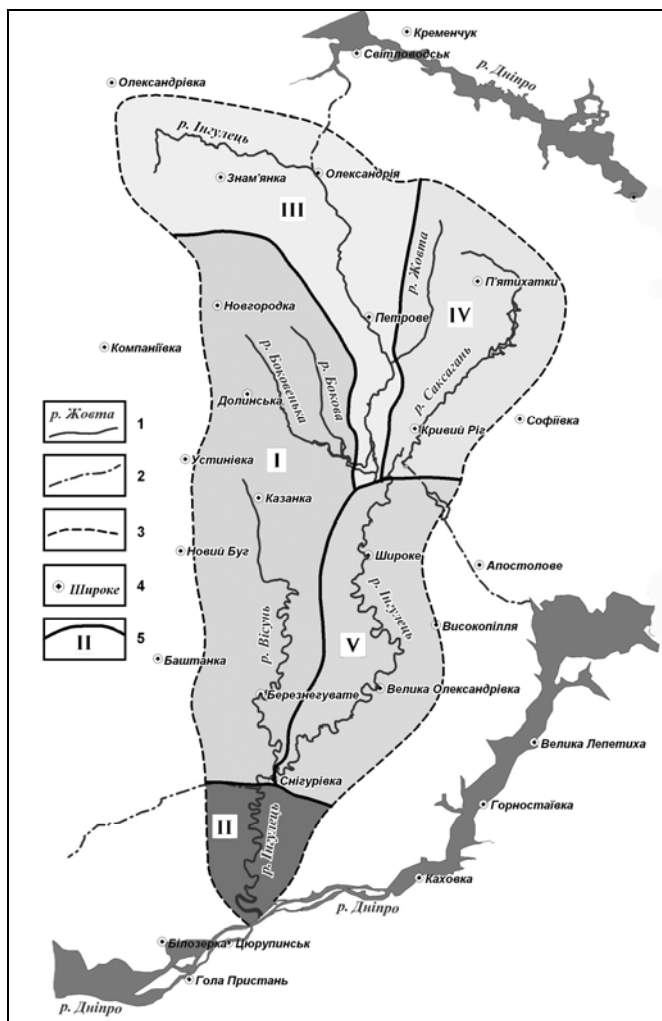 Кременчук
Світловодськ
р. Дніпро
Олександрівка
р. Інгулець
Знам'янка
Олександрія
III
р. Жовта
П'ятихатки
Новгородка
Петрове
IV
Компаніївка
р. Боковенька
р. Бокова
р. Саксагань
Долинська
р. Жовта 1
Кривий Ріг
Софіївка
Устинівка
I
2
Казанка
3
Новий Буг
Широке
Апостолове
Широке 4
р. Інгулець
Високопілля
II 5
р. Вісунь
V
Баштанка
Березнегувате
Велика Олександрівка
Велика Лепетиха
Снігурівка
Горностаївка
II
р. Інгулець
Каховка
р. Дніпро
Білозерка
Цюрупинськ
Гола Пристань
р. Дніпро